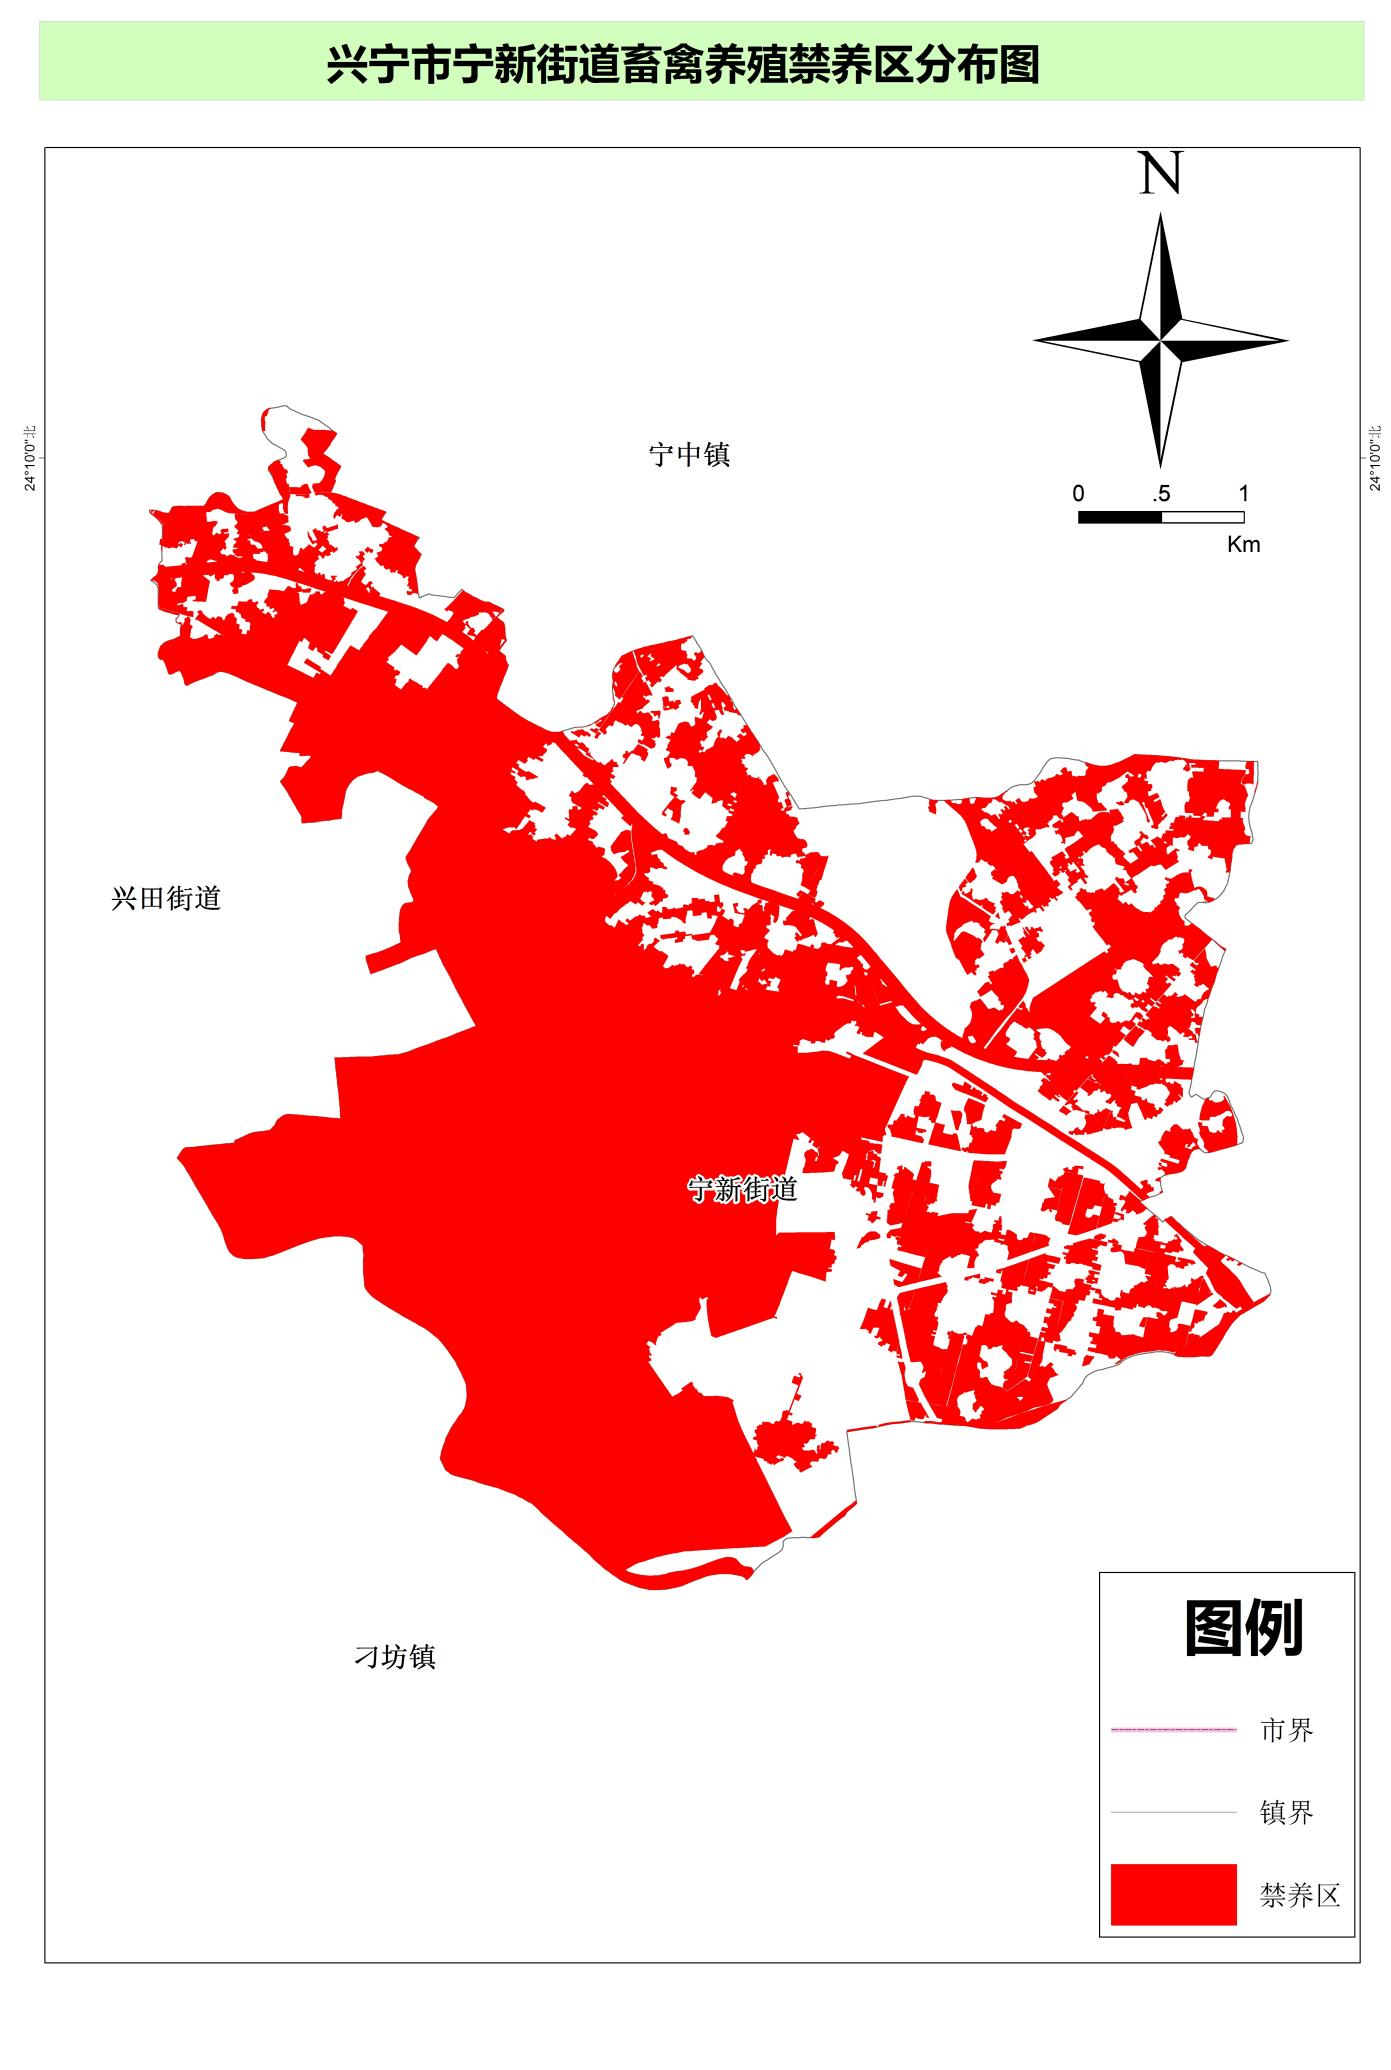 兴宁市宁新街道畜禽养殖禁养区分布图
N
24°10'0"北
24°10'0"北
宁中镇
0 .5 1
Km
兴田街道
宁新街道
刁坊镇
图例
市界
镇界
禁养区